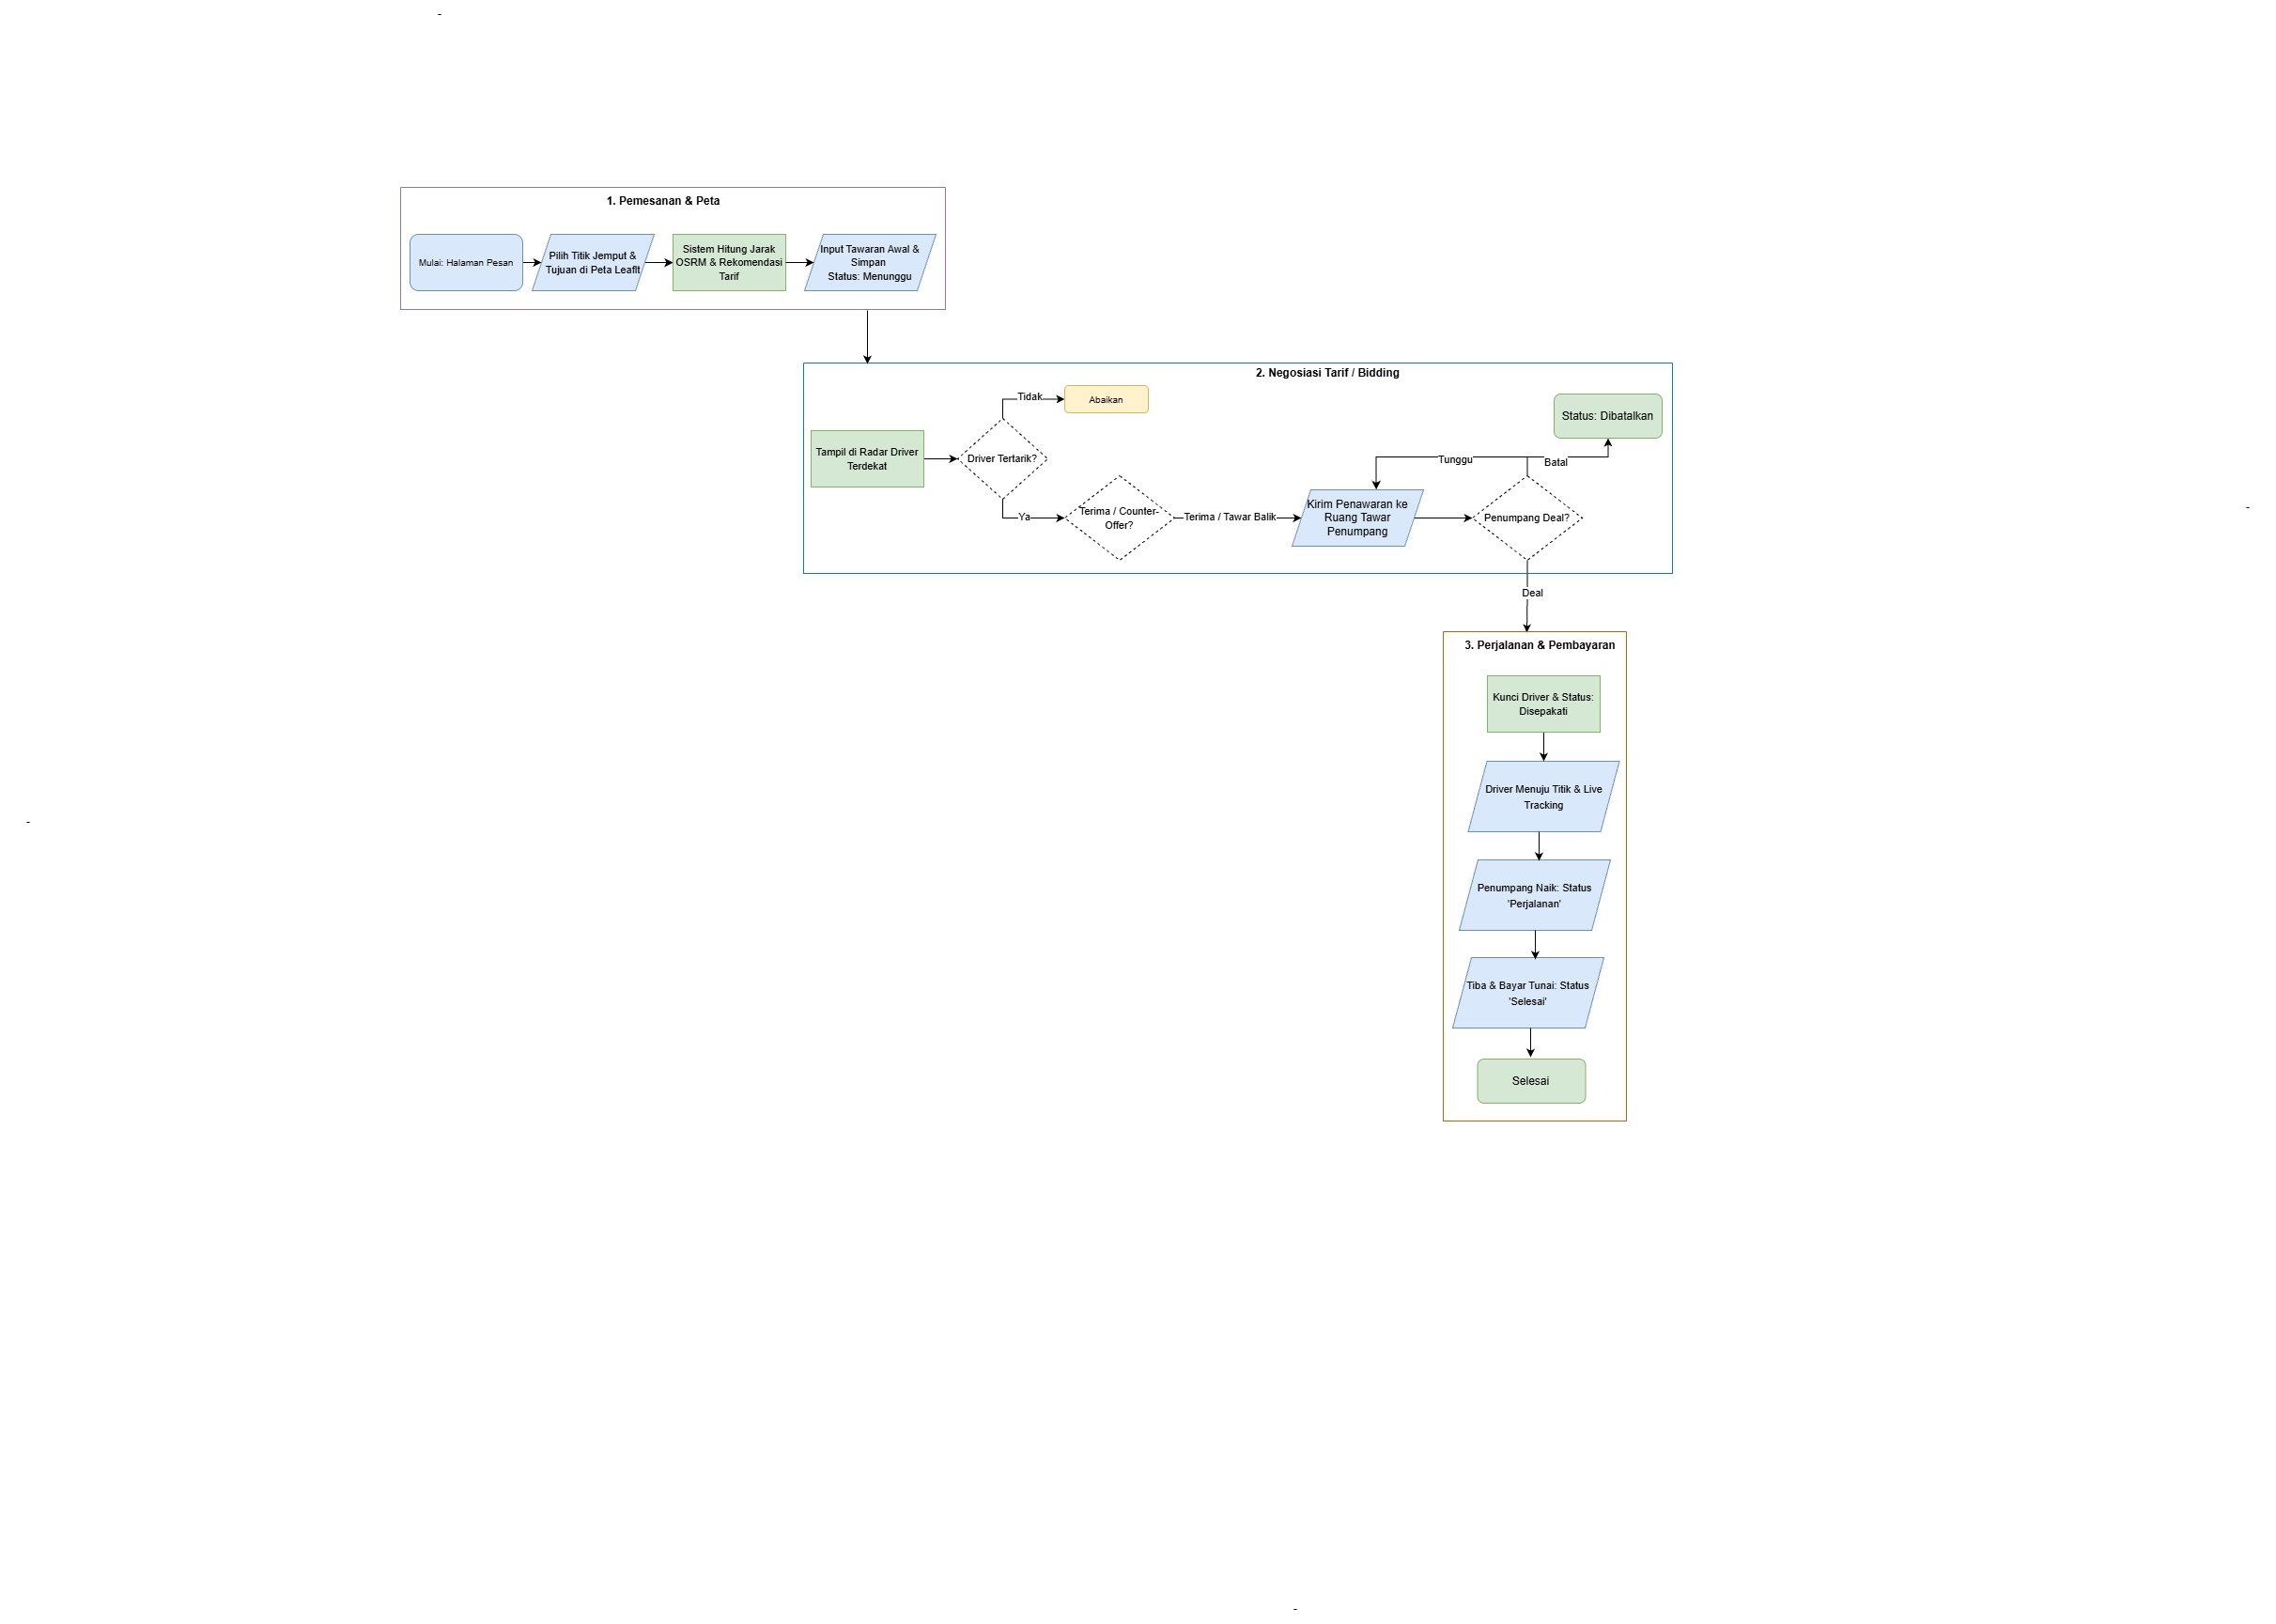 -
1. Pemesanan & Peta
Mulai: Halaman Pesan
Pilih Titik Jemput &
Tujuan di Peta Leaflt
Sistem Hitung Jarak
OSRM & Rekomendasi
Tarif
Input Tawaran Awal &
Simpan
Status: Menunggu
2. Negosiasi Tarif / Bidding
Tampil di Radar Driver
Terdekat
Driver Tertarik?
Tidak
Abaikan
Ya
Terima / Counter-
Offer?
Terima / Tawar Balik
Kirim Penawaran ke
Ruang Tawar
Penumpang
Tunggu
Penumpang Deal?
Batal
Status: Dibatalkan
-
Deal
3. Perjalanan & Pembayaran
Kunci Driver & Status:
Disepakati
Driver Menuju Titik & Live
Tracking
-
Penumpang Naik: Status
'Perjalanan'
Tiba & Bayar Tunai: Status
'Selesai'
Selesai
-